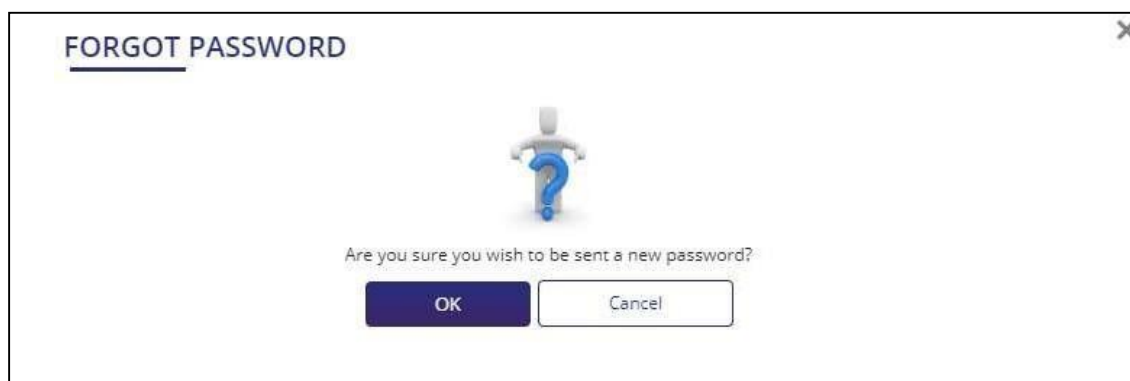 FORGOT PASSWORD
Are you sure you wish to be sent a new password?
OK
Cancel